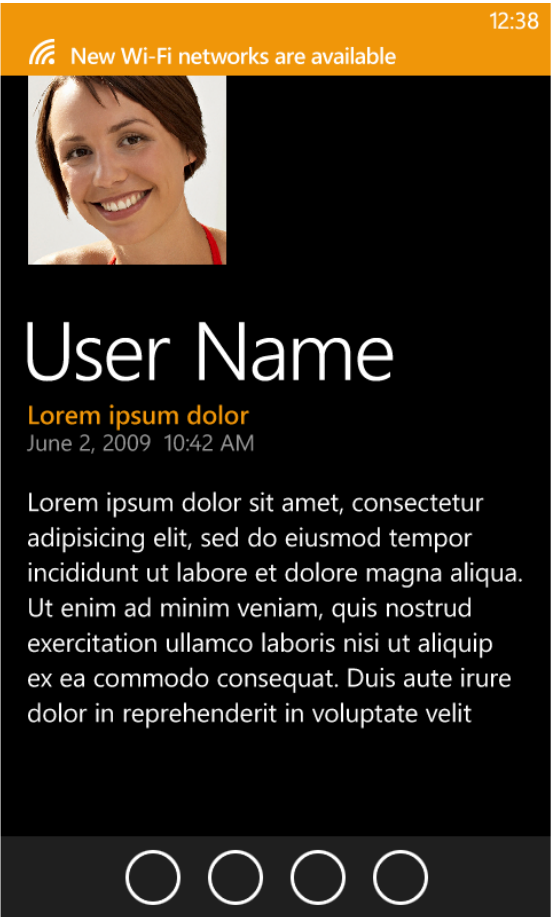 12:38
New Wi-Fi networks are available
User Name
Lorem ipsum dolor
June 2, 2009  10:42 AM
Lorem ipsum dolor sit amet, consectetur
adipisicing elit, sed do eiusmod tempor
incididunt ut labore et dolore magna aliqua.
Ut enim ad minim veniam, quis nostrud
exercitation ullamco laboris nisi ut aliquip
ex ea commodo consequat. Duis aute irure
dolor in reprehenderit in voluptate velit